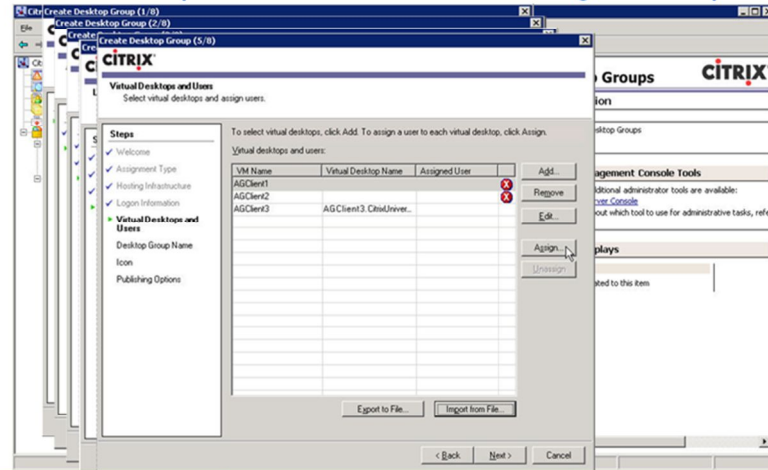 Create Desktop Group (1/8)
Create Desktop Group (2/8)
Create Desktop Group (5/8)
CITRIX
Virtual Desktops and Users
Select virtual desktops and assign users.
Steps
Welcome
Assignment Type
Hosting Infrastructure
Logon Information
Virtual Desktops and
Users
Desktop Group Name
Icon
Publishing Options
To select virtual desktops, click Add. To assign a user to each virtual desktop, click Assign.
Virtual desktops and users:
VM Name Virtual Desktop Name Assigned User
AGClient1
AGClient2
AGClient3 AGClient3.CitrixUniver...
Add...
Remove
Edit...
Assign...
Unassign
Export to File... Import from File...
< Back Next > Cancel
Groups
CITRIX
ion
sktop Groups
agement Console Tools
ditional administrator tools are available:
rver Console
out which tool to use for administrative tasks, refe
plays
ated to this item